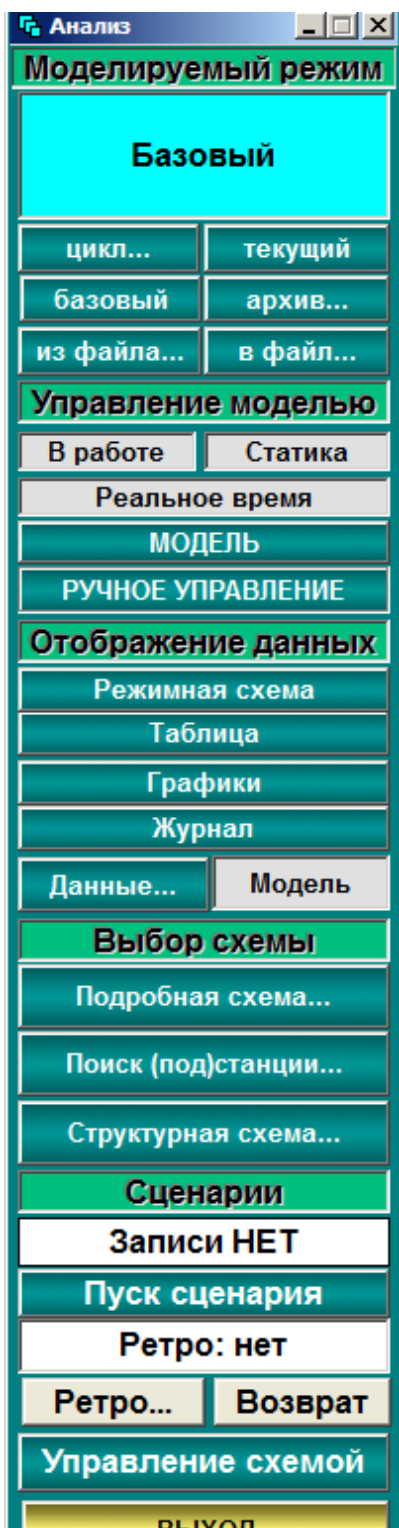 Анализ
Моделируемый режим
Базовый
цикл... текущий
базовый архив...
из файла... в файл...
Управление моделью
В работе Статика
Реальное время
МОДЕЛЬ
РУЧНОЕ УПРАВЛЕНИЕ
Отображение данных
Режимная схема
Таблица
Графики
Журнал
Данные... Модель
Выбор схемы
Подробная схема...
Поиск (под)станции...
Структурная схема...
Сценарии
Записи НЕТ
Пуск сценария
Ретро: нет
Ретро... Возврат
Управление схемой
ВЫХОД